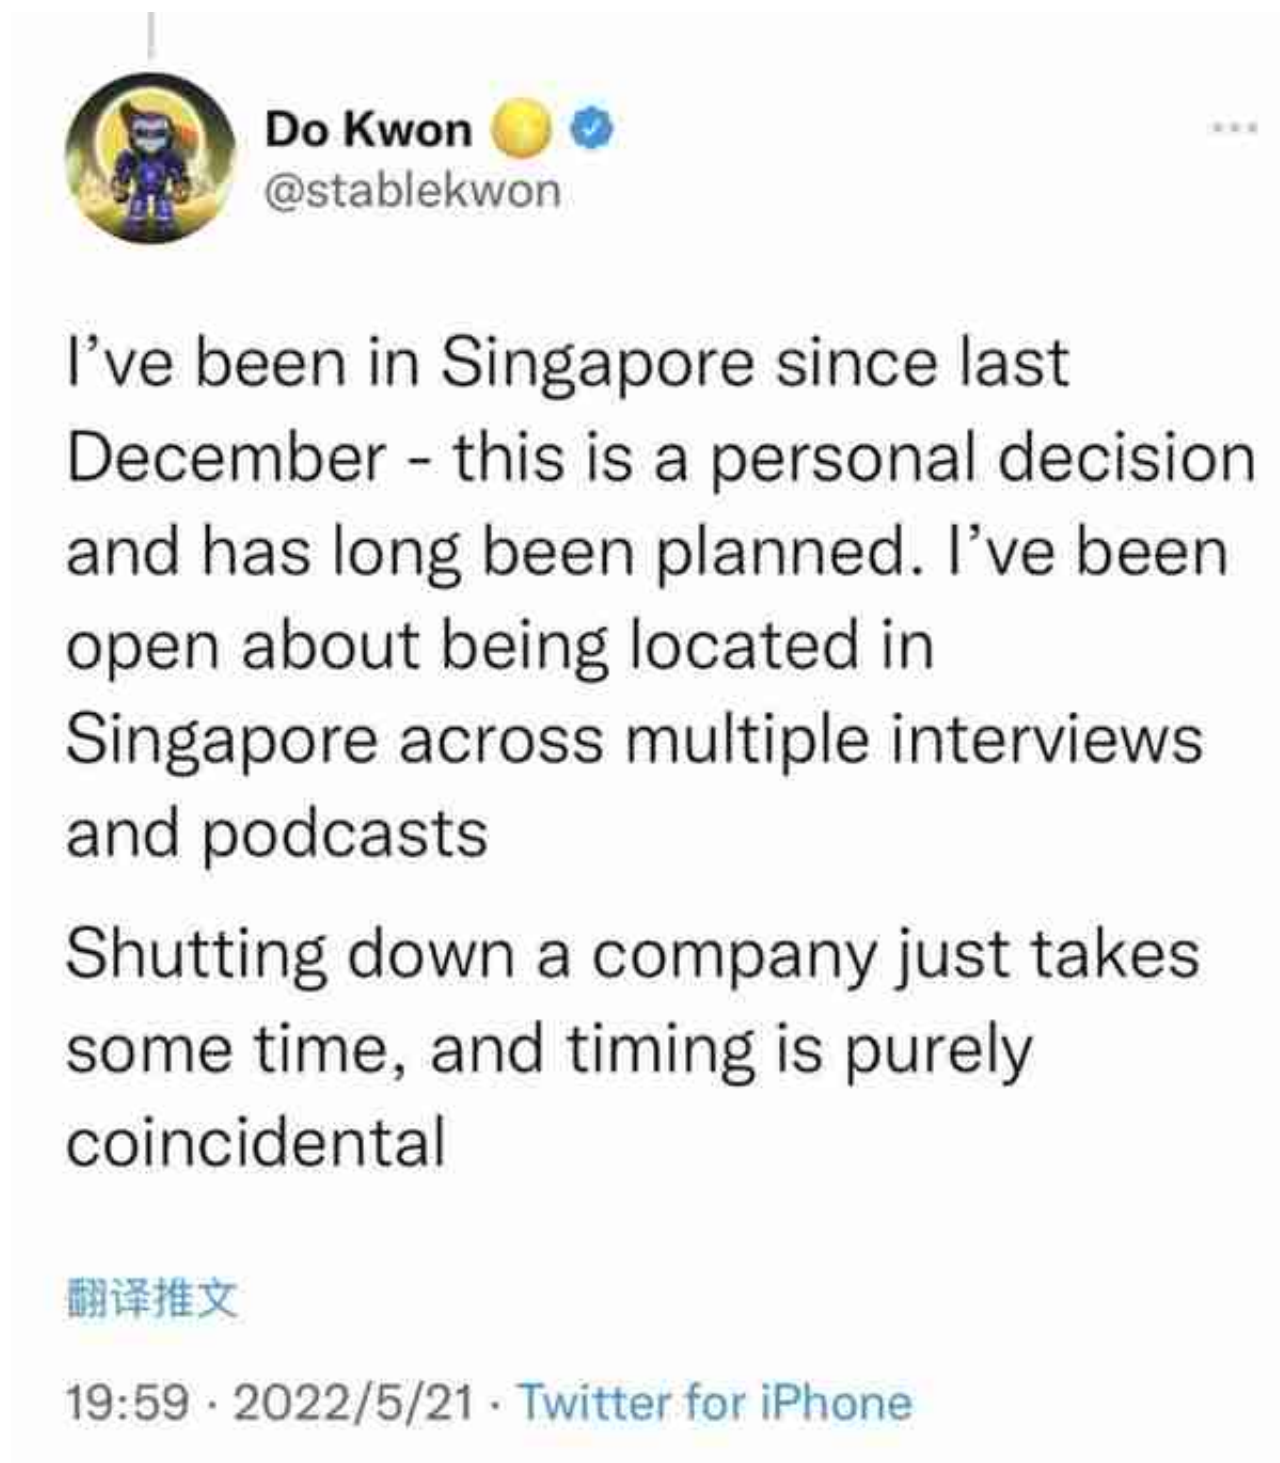 Do Kwon
@stablekwon
I’ve been in Singapore since last
December - this is a personal decision
and has long been planned. I’ve been
open about being located in
Singapore across multiple interviews
and podcasts
Shutting down a company just takes
some time, and timing is purely
coincidental
翻译推文
19:59 · 2022/5/21 · Twitter for iPhone